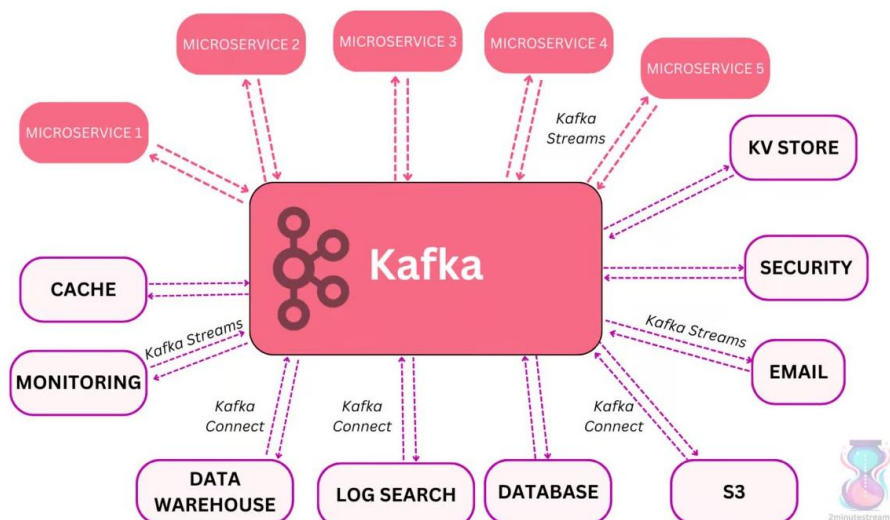 MICROSERVICE 2
MICROSERVICE 3
MICROSERVICE 4
MICROSERVICE 5
MICROSERVICE 1
Kafka
Streams
KV STORE
Kafka
SECURITY
CACHE
Kafka Streams
Kafka Streams
MONITORING
EMAIL
Kafka
Connect
Kafka
Connect
Kafka
Connect
DATA
WAREHOUSE
LOG SEARCH
DATABASE
S3
2minutestream